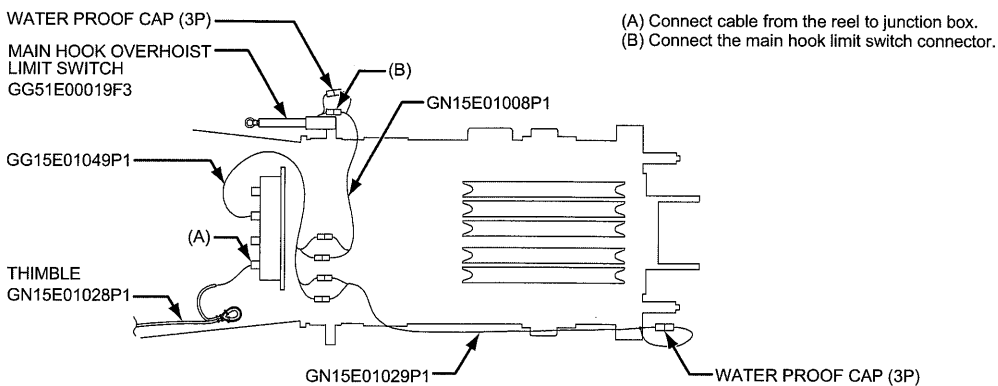 WATER PROOF CAP (3P)
MAIN HOOK OVERHOIST
LIMIT SWITCH
GG51E00019F3
(B)
GN15E01008P1
(A) Connect cable from the reel to junction box.
(B) Connect the main hook limit switch connector.
GG15E01049P1
(A)
THIMBLE
GN15E01028P1
GN15E01029P1
WATER PROOF CAP (3P)